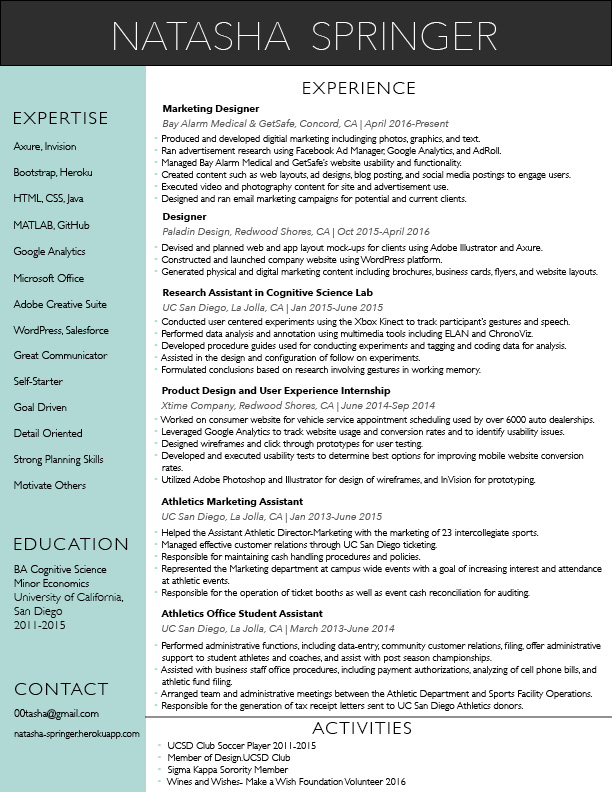 NATASHA SPRINGER
EXPERTISE
Axure, Invision
Bootstrap, Heroku
HTML, CSS, Java
MATLAB, GitHub
Google Analytics
Microsoft Office
Adobe Creative Suite
WordPress, Salesforce
Great Communicator
Self-Starter
Goal Driven
Detail Oriented
Strong Planning Skills
Motivate Others
EDUCATION
BA Cognitive Science
Minor Economics
University of California,
San Diego
2011-2015
CONTACT
00tasha@gmail.com
natasha-springer.herokuapp.com
EXPERIENCE
Marketing Designer
Bay Alarm Medical & GetSafe, Concord, CA | April 2016-Present
· Produced and developed digitial marketing includinging photos, graphics, and text.
· Ran advertisement research using Facebook Ad Manager, Google Analytics, and AdRoll.
· Managed Bay Alarm Medical and GetSafe's website usability and functionality.
· Created content such as web layouts, ad designs, blog posting, and social media postings to engage users.
· Executed video and photography content for site and advertisement use.
· Designed and ran email marketing campaigns for potential and current clients.
Designer
Paladin Design, Redwood Shores, CA | Oct 2015-April 2016
· Devised and planned web and app layout mock-ups for clients using Adobe Illustrator and Axure.
· Constructed and launched company website using WordPress platform.
· Generated physical and digital marketing content including brochures, business cards, flyers, and website layouts.
Research Assistant in Cognitive Science Lab
UC San Diego, La Jolla, CA | Jan 2015-June 2015
· Conducted user centered experiments using the Xbox Kinect to track participant's gestures and speech.
· Performed data analysis and annotation using multimedia tools including ELAN and ChronoViz.
· Developed procedure guides used for conducting experiments and tagging and coding data for analysis.
· Assisted in the design and configuration of follow on experiments.
· Formulated conclusions based on research involving gestures in working memory.
Product Design and User Experience Internship
Xtime Company, Redwood Shores, CA | June 2014-Sep 2014
· Worked on consumer website for vehicle service appointment scheduling used by over 6000 auto dealerships.
· Leveraged Google Analytics to track website usage and conversion rates and to identify usability issues.
· Designed wireframes and click through prototypes for user testing.
· Developed and executed usability tests to determine best options for improving mobile website conversion
rates.
· Utilized Adobe Photoshop and Illustrator for design of wireframes, and InVision for prototyping.
Athletics Marketing Assistant
UC San Diego, La Jolla, CA | Jan 2013-June 2015
· Helped the Assistant Athletic Director-Marketing with the marketing of 23 intercollegiate sports.
· Managed effective customer relations through UC San Diego ticketing.
· Responsible for maintaining cash handling procedures and policies.
· Represented the Marketing department at campus wide events with a goal of increasing interest and attendance
at athletic events.
· Responsible for the operation of ticket booths as well as event cash reconciliation for auditing.
Athletics Office Student Assistant
UC San Diego, La Jolla, CA | March 2013-June 2014
· Performed administrative functions, including data-entry, community customer relations, filing, offer administrative
support to student athletes and coaches, and assist with post season championships.
· Assisted with business staff office procedures, including payment authorizations, analyzing of cell phone bills, and
athletic fund filing.
· Arranged team and administrative meetings between the Athletic Department and Sports Facility Operations.
· Responsible for the generation of tax receipt letters sent to UC San Diego Athletics donors.
ACTIVITIES
· UCSD Club Soccer Player 2011-2015
· Member of Design.UCSD Club
· Sigma Kappa Sorority Member
· Wines and Wishes- Make a Wish Foundation Volunteer 2016